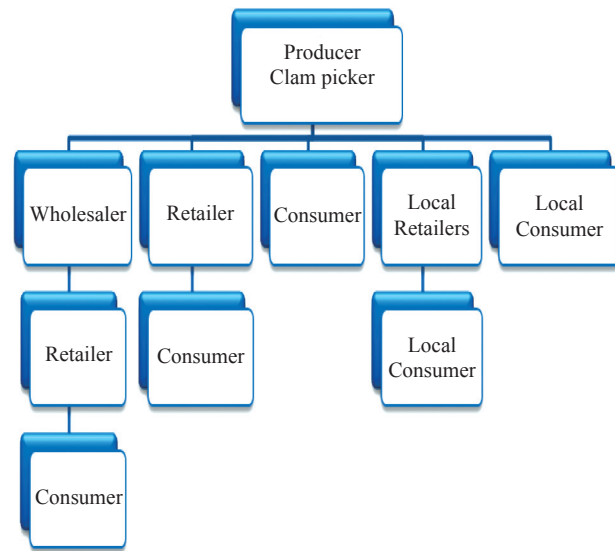 Producer
Clam picker
Wholesaler
Retailer
Consumer
Local
Retailers
Local
Consumer
Retailer
Consumer
Local
Consumer
Consumer